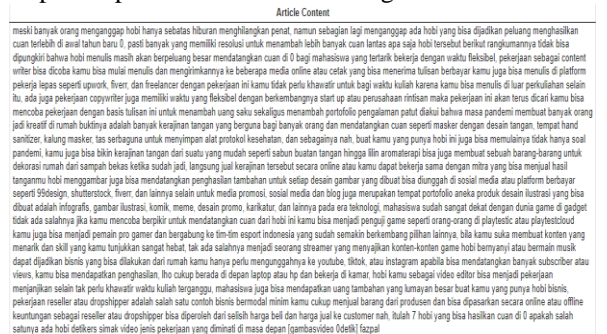 Article Content
meski banyak orang menganggap hobi hanya sebatas hiburan menghilangkan penat, namun sebagian lagi menganggap ada hobi yang bisa dijadikan peluang menghasilkan
cuan terlebih di awal tahun baru 0, pasti banyak yang memiliki resolusi untuk menambah lebih banyak cuan lantas apa saja hobi tersebut berikut rangkumannya tidak bisa
dipungkiri bahwa hobi menulis masih akan berpeluang besar mendatangkan cuan di 0 bagi mahasiswa yang tertarik bekerja dengan waktu fleksibel, pekerjaan sebagai content
writer bisa dicoba kamu bisa mulai menulis dan mengirimkannya ke beberapa media online atau cetak yang bisa menerima tulisan berbayar kamu juga bisa menulis di platform
pekerja lepas seperti upwork, fiverr, dan freelancer dengan pekerjaan ini kamu tidak perlu khawatir untuk bagi waktu kuliah karena kamu bisa menulis di luar perkuliahan selain
itu, ada juga pekerjaan copywriter juga memiliki waktu yang fleksibel dengan berkembangnya start up atau perusahaan rintisan maka pekerjaan ini akan terus dicari kamu bisa
mencoba pekerjaan dengan basis tulisan ini untuk menambah uang saku sekaligus menambah portofolio pengalaman patut diakui bahwa masa pandemi membuat banyak orang
jadi kreatif di rumah buktinya adalah banyak kerajinan tangan yang berguna bagi banyak orang dan mendatangkan cuan seperti masker dengan desain tangan, tempat hand
sanitizer, kalung masker, tas serbaguna untuk menyimpan alat protokol kesehatan, dan sebagainya nah, buat kamu yang punya hobi ini juga bisa memulainya tidak hanya soal
pandemi, kamu juga bisa bikin kerajinan tangan dari suatu yang mudah seperti sabun buatan tangan hingga lilin aromaterapi bisa juga membuat sebuah barang-barang untuk
dekorasi rumah dari sampah bekas ketika sudah jadi, langsung jual kerajinan tersebut secara online atau kamu dapat bekerja sama dengan mitra yang bisa menjual hasil
tanganmu hobi menggambar juga bisa mendatangkan penghasilan tambahan untuk setiap desain gambar yang dibuat bisa diunggah di sosial media atau platform berbayar
seperti 99design, shutterstock, fiverr, dan lainnya selain untuk media promosi, sosial media dan blog juga merupakan tempat portofolio aneka produk desain ilustrasi yang bisa
dibuat adalah infografis, gambar ilustrasi, komik, meme, desain promo, karikatur, dan lainnya pada era teknologi, mahasiswa sudah sangat dekat dengan dunia game di gadget
tidak ada salahnya jika kamu mencoba berpikir untuk mendatangkan cuan dari hobi ini kamu bisa menjadi penguji game seperti orang-orang di playtestic atau playtestcloud
kamu juga bisa menjadi pemain pro gamer dan bergabung ke tim-tim esport indonesia yang sudah semakin berkembang pilihan lainnya, bila kamu suka membuat konten yang
menarik dan skill yang kamu tunjukkan sangat hebat, tak ada salahnya menjadi seorang streamer yang menyajikan konten-konten game hobi bernyanyi atau bermain musik
dapat dijadikan bisnis yang bisa dilakukan dari rumah kamu hanya perlu mengunggahnya ke youtube, tiktok, atau instagram apabila bisa mendatangkan banyak subscriber atau
views, kamu bisa mendapatkan penghasilan, lho cukup berada di depan laptop atau hp dan bekerja di kamar, hobi kamu sebagai video editor bisa menjadi pekerjaan
menjanjikan selain tak perlu khawatir waktu kuliah terganggu, mahasiswa juga bisa mendapatkan uang tambahan yang lumayan besar buat kamu yang punya hobi bisnis,
pekerjaan reseller atau dropshipper adalah salah satu contoh bisnis bermodal minim kamu cukup menjual barang dari produsen dan bisa dipasarkan secara online atau offline
keuntungan sebagai reseller atau dropshipper bisa diperoleh dari selisih harga beli dan harga jual ke customer nah, itulah 7 hobi yang bisa hasilkan cuan di 0 apakah salah
satunya ada hobi detikers simak video jenis pekerjaan yang diminati di masa depan [gambasvideo 0detik] fazpal